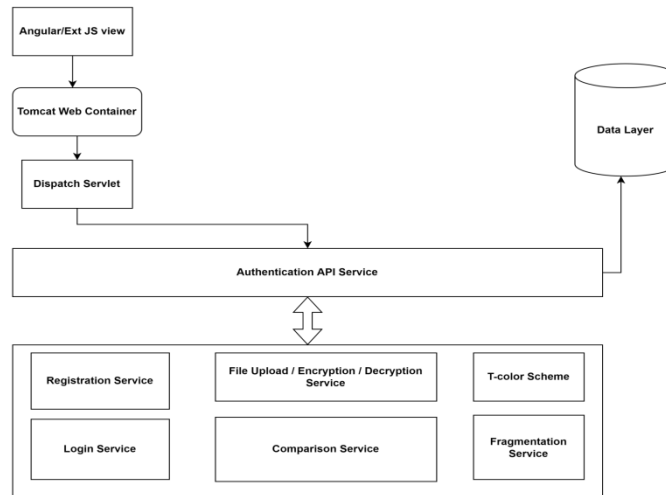 Angular/Ext JS view
Tomcat Web Container
Data Layer
Dispatch Servlet
Authentication API Service
Registration Service
File Upload / Encryption / Decryption
Service
T-color Scheme
Login Service
Comparison Service
Fragmentation
Service